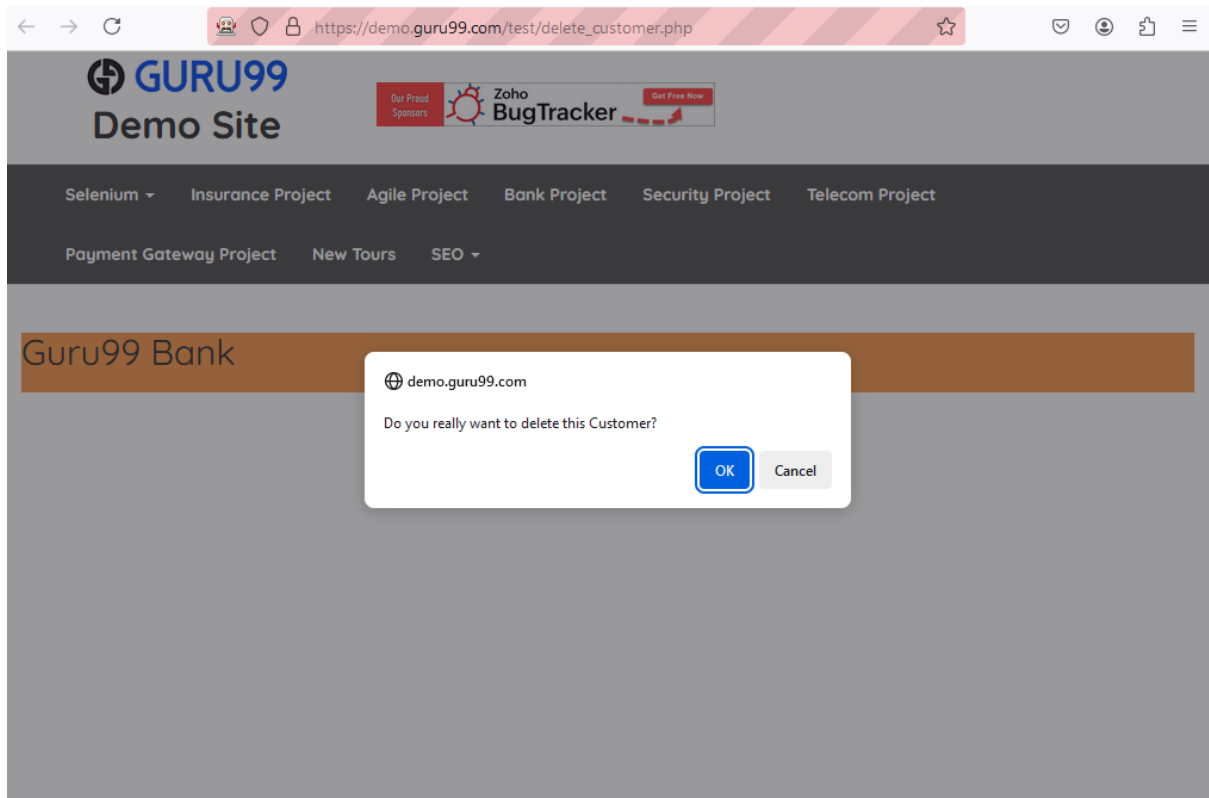 https://demo.guru99.com/test/delete_customer.php
GURU99
Demo Site
Our Proud
Sponsors
Zoho
BugTracker
Get Free Now
Selenium Insurance Project Agile Project Bank Project Security Project Telecom Project
Payment Gateway Project New Tours SEO
Guru99 Bank
demo.guru99.com
Do you really want to delete this Customer?
OK Cancel